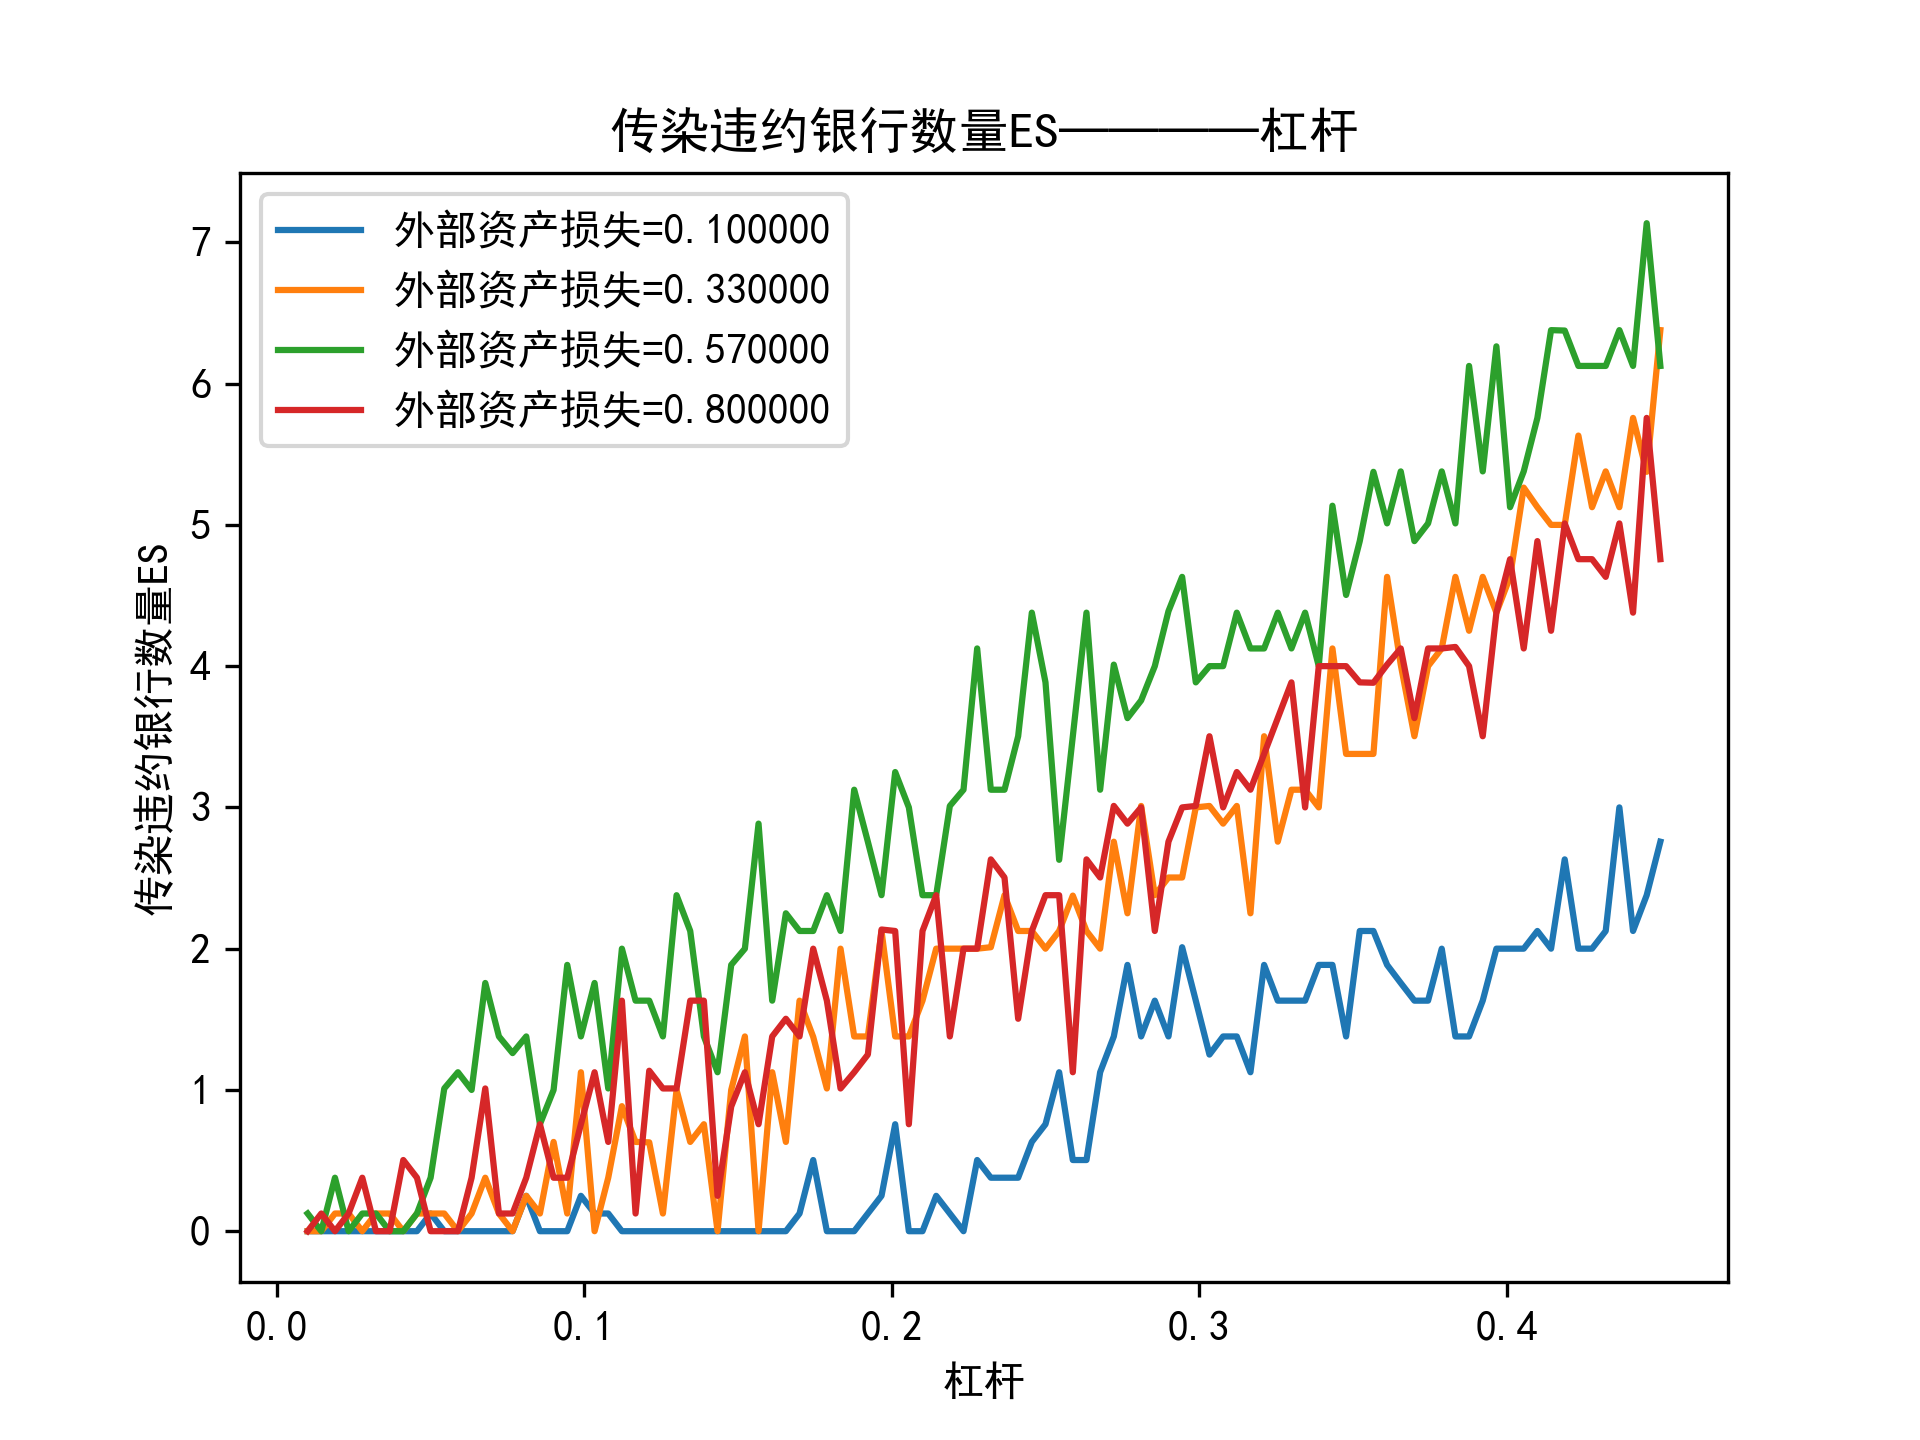 传染违约银行数量ES————杠杆
外部资产损失=0.100000
外部资产损失=0.330000
外部资产损失=0.570000
外部资产损失=0.800000
传染违约银行数量ES
7
6
5
4
3
2
1
0
0.0 0.1 0.2 0.3 0.4
杠杆